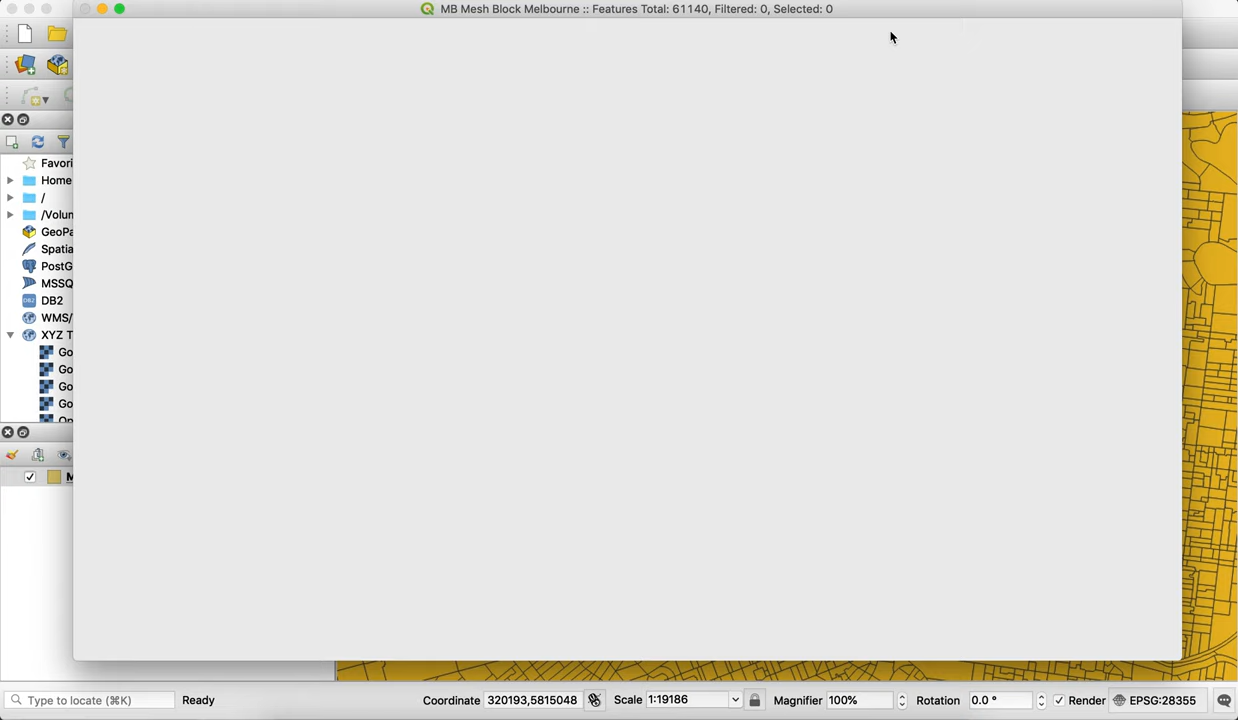 MB Mesh Block Melbourne :: Features Total: 61140, Filtered: 0, Selected: 0
Favori
Home
/
/Volum
GeoPa
Spatia
PostG
MSSQ
DB2
WMS/
XYZ T
Go
Go
Go
Go
Op
M
Type to locate (⌘K) Ready Coordinate 320193,5815048 Scale 1:19186 Magnifier 100% Rotation 0.0 ° Render EPSG:28355